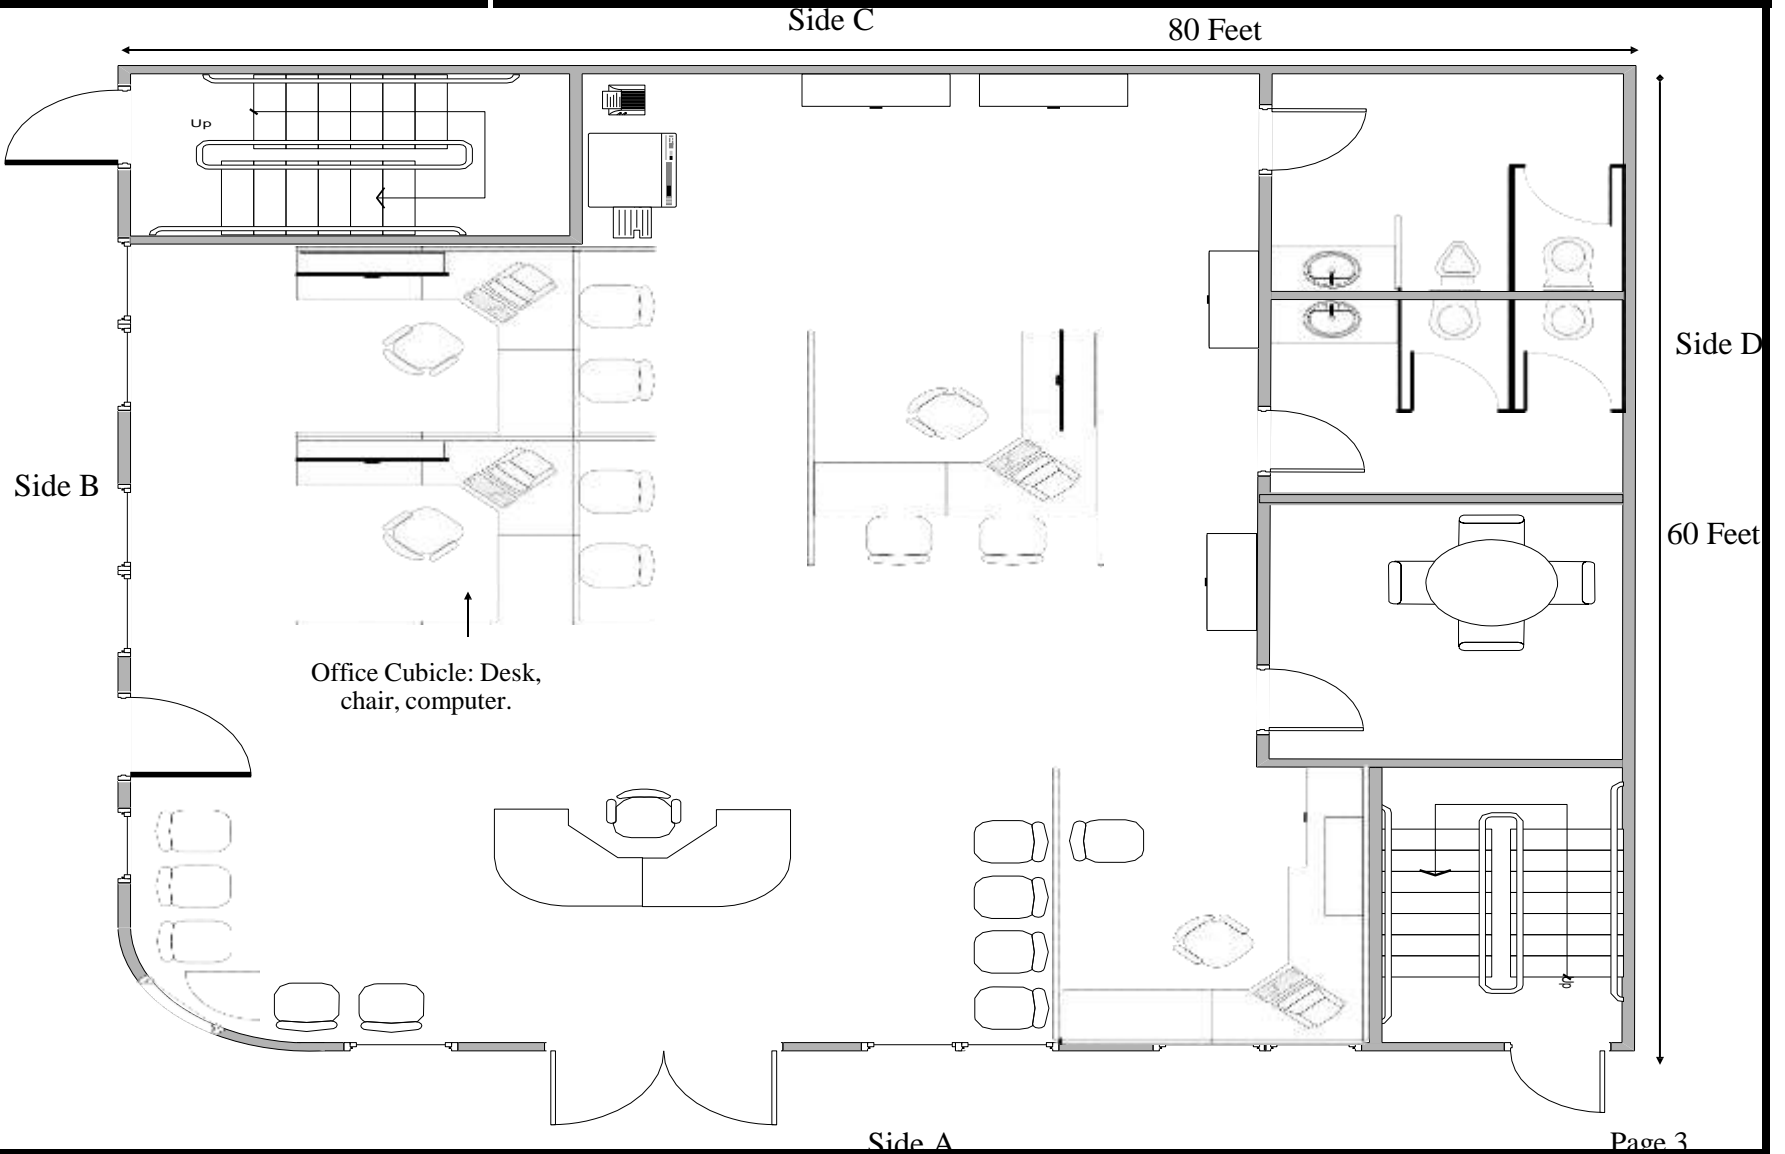 Side C
80 Feet
Up
Side D
Side B
60 Feet
Office Cubicle: Desk,
chair, computer.
Up
Side A
Page 3